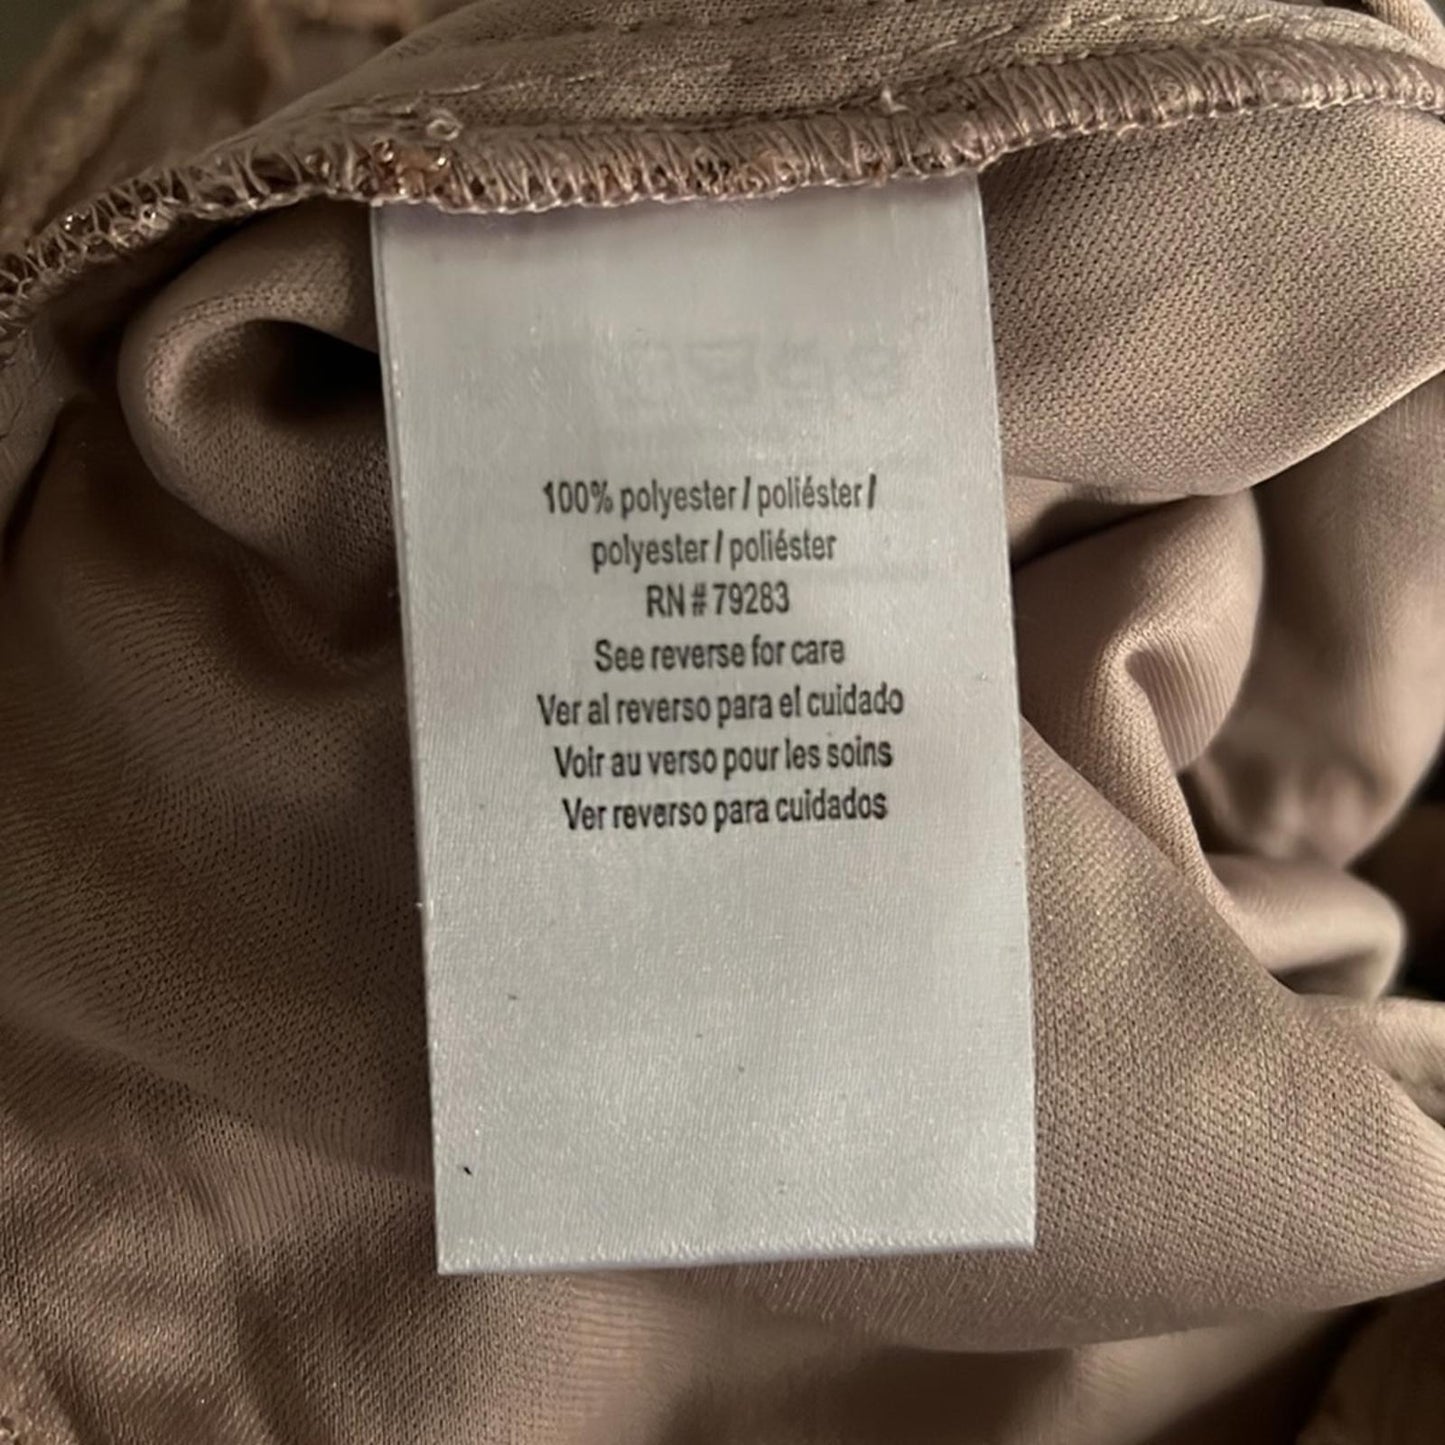 100% polyester / poliéster /
polyester / poliéster
RN # 79283
See reverse for care
Ver al reverso para el cuidado
Voir au verso pour les soins
Ver reverso para cuidados